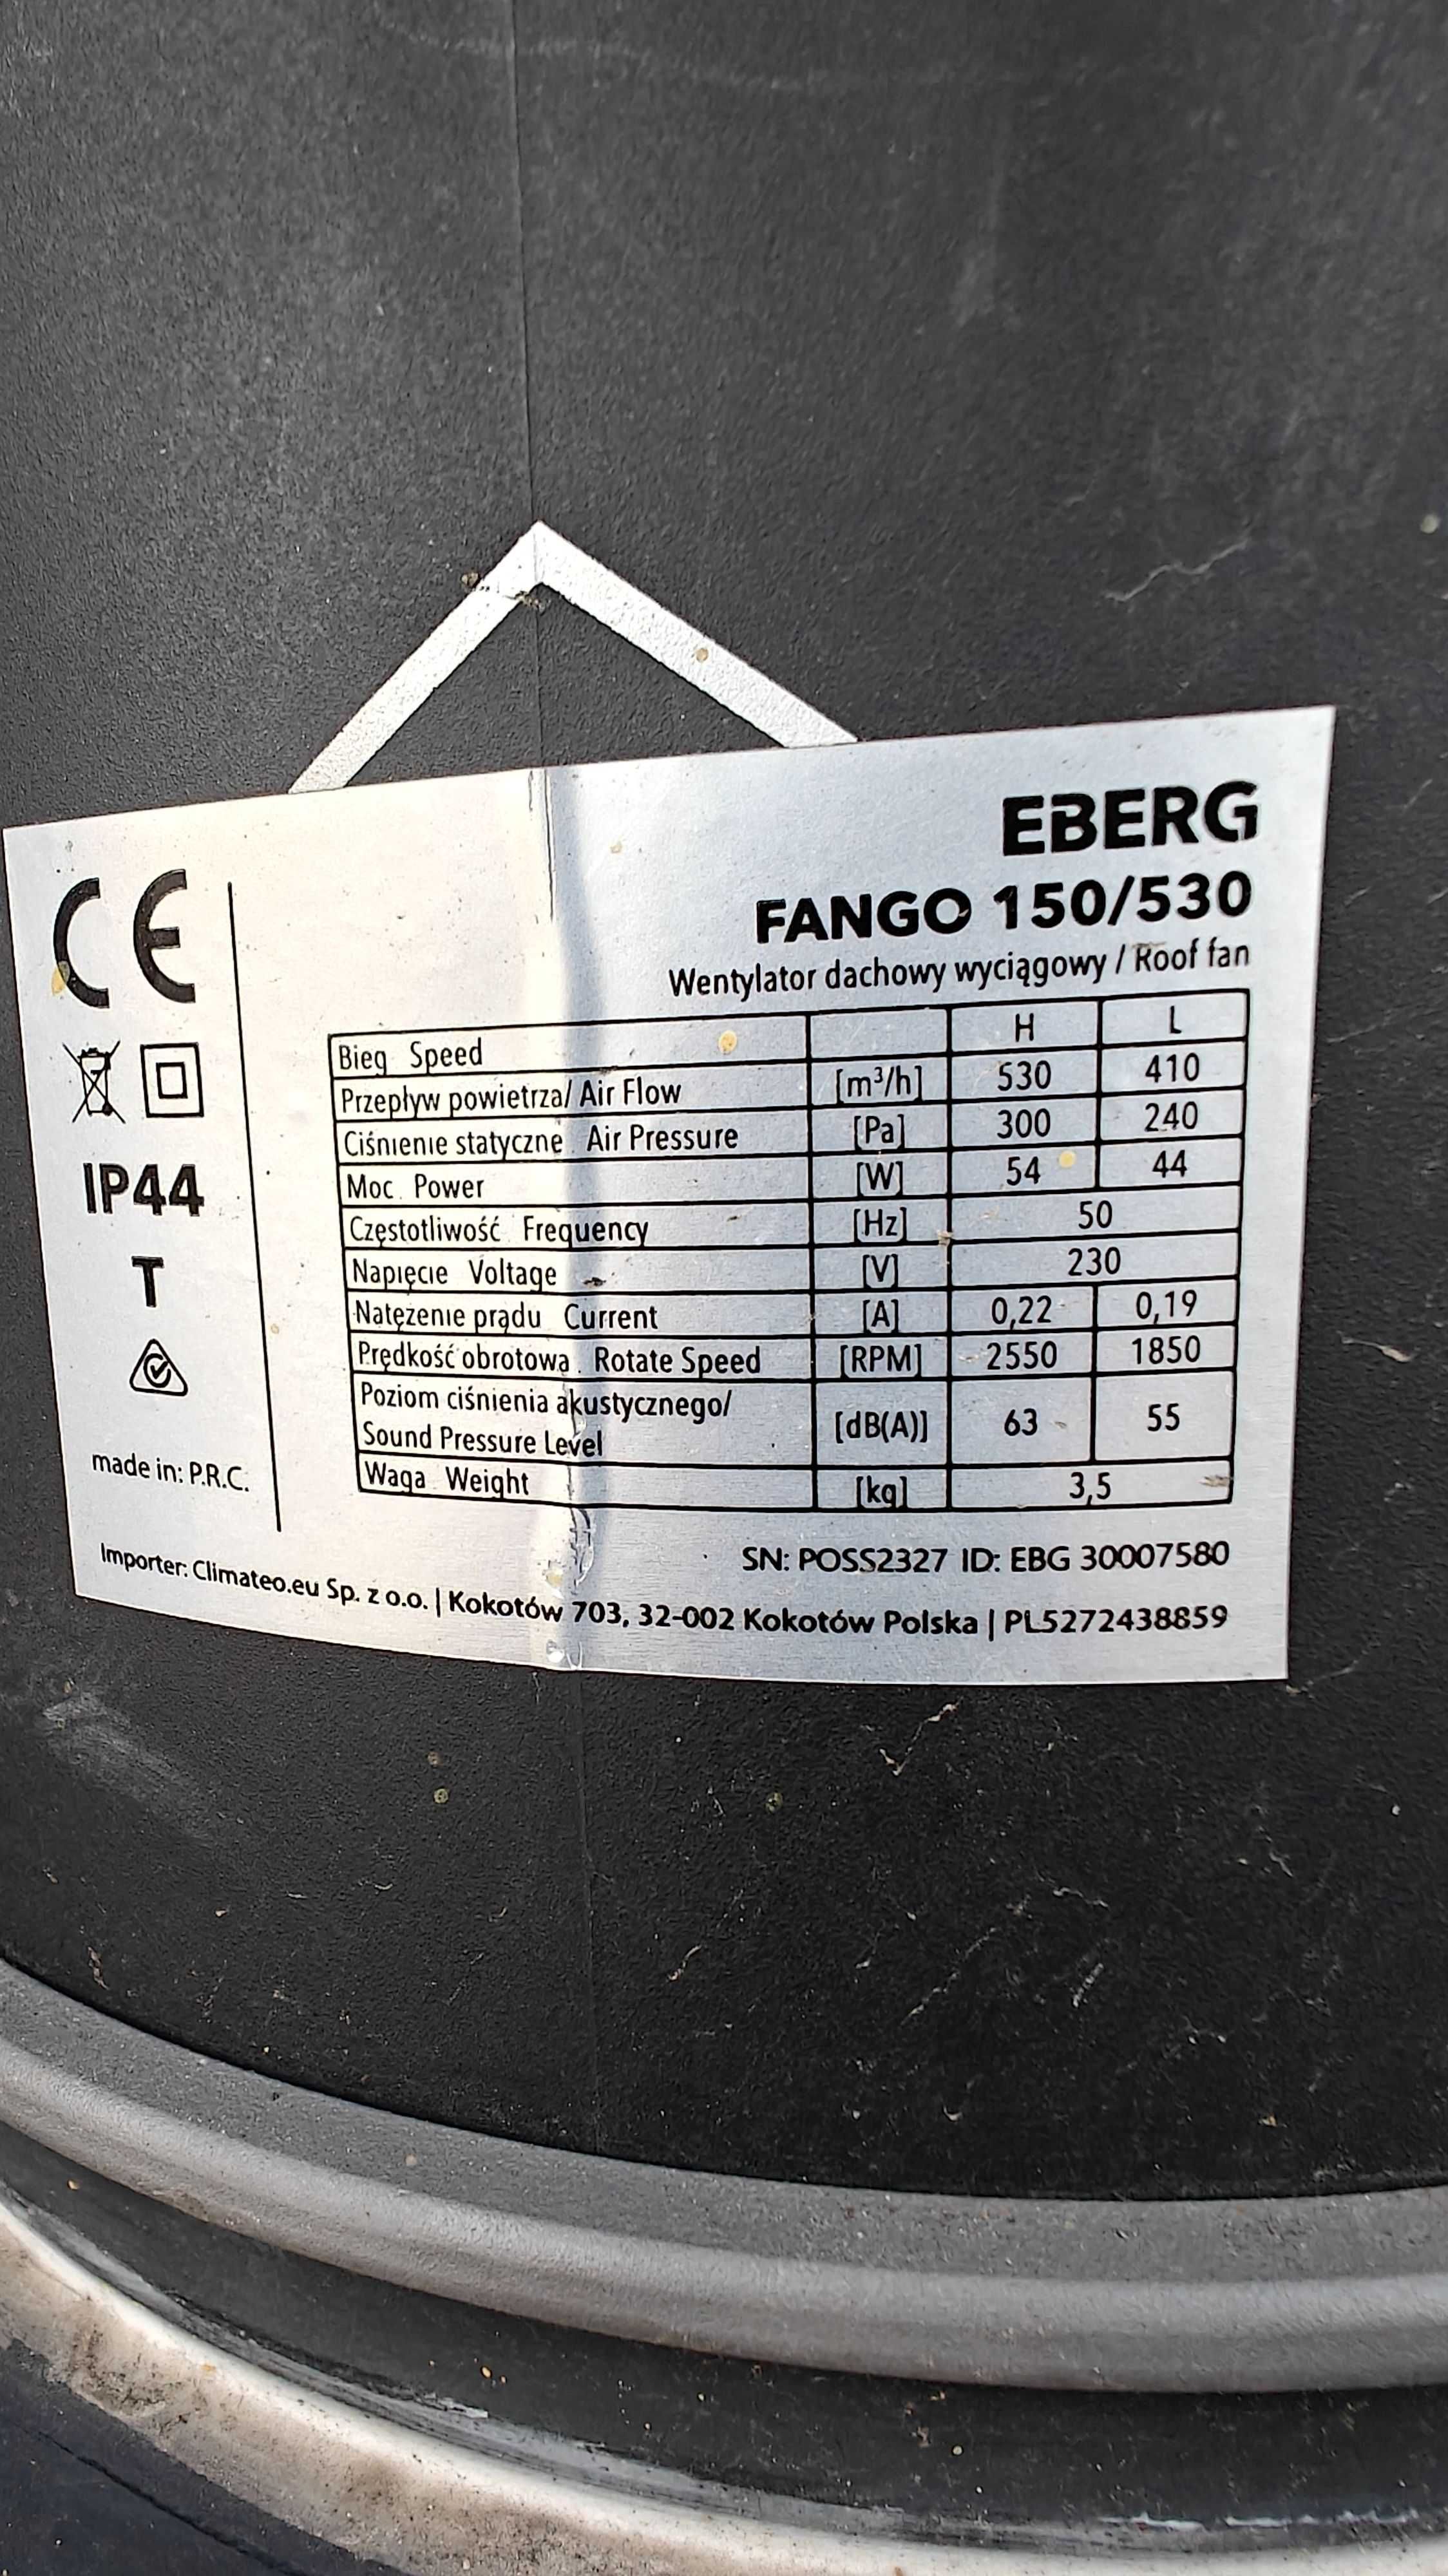 EBERG
FANGO 150/530
Wentylator dachowy wyciągowy / Roof fan
CE
IP44
T
made in: P.R.C.
Bieg Speed H L
Przepływ powietrza/ Air Flow [m³/h] 530 410
Ciśnienie statyczne Air Pressure [Pa] 300 240
Moc Power [W] 54 44
Częstotliwość Frequency [Hz] 50
Napięcie Voltage [V] 230
Natężenie prądu Current [A] 0,22 0,19
Prędkość obrotowa Rotate Speed [RPM] 2550 1850
Poziom ciśnienia akustycznego/
Sound Pressure Level [dB(A)] 63 55
Waga Weight [kg] 3,5
SN: POSS2327 ID: EBG 30007580
Importer: Climateo.eu Sp. z o.o. | Kokotów 703, 32-002 Kokotów Polska | PL5272438859